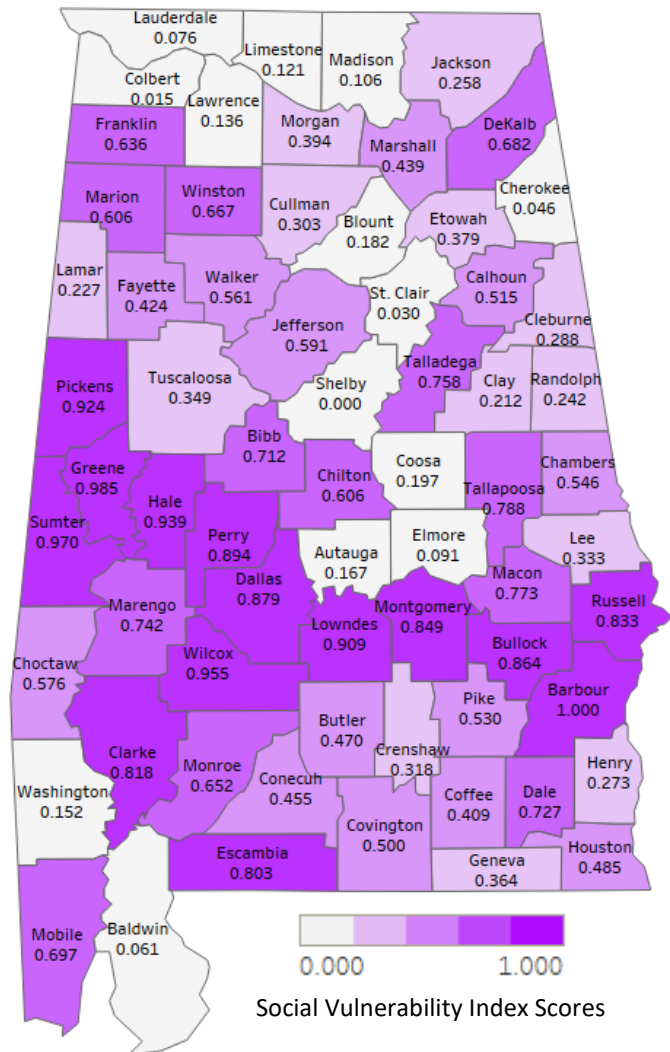 Lauderdale
0.076
Limestone
0.121
Madison
0.106
Jackson
0.258
Colbert
0.015
Lawrence
0.136
Franklin
0.636
Morgan
0.394
Marshall
0.439
DeKalb
0.682
Marion
0.606
Winston
0.667
Cullman
0.303
Blount
0.182
Etowah
0.379
Cherokee
0.046
Lamar
0.227
Fayette
0.424
Walker
0.561
Jefferson
0.591
St. Clair
0.030
Calhoun
0.515
Cleburne
0.288
Pickens
0.924
Tuscaloosa
0.349
Shelby
0.000
Talladega
0.758
Clay
0.212
Randolph
0.242
Greene
0.985
Hale
0.939
Bibb
0.712
Chilton
0.606
Coosa
0.197
Tallapoosa
0.788
Chambers
0.546
Sumter
0.970
Perry
0.894
Autauga
0.167
Elmore
0.091
Lee
0.333
Marengo
0.742
Dallas
0.879
Lowndes
0.909
Montgomery
0.849
Macon
0.773
Russell
0.833
Choctaw
0.576
Wilcox
0.955
Bullock
0.864
Barbour
1.000
Clarke
0.818
Monroe
0.652
Butler
0.470
Crenshaw
0.318
Pike
0.530
Henry
0.273
Washington
0.152
Conecuh
0.455
Covington
0.500
Coffee
0.409
Dale
0.727
Escambia
0.803
Geneva
0.364
Houston
0.485
Mobile
0.697
Baldwin
0.061
0.000 1.000
Social Vulnerability Index Scores